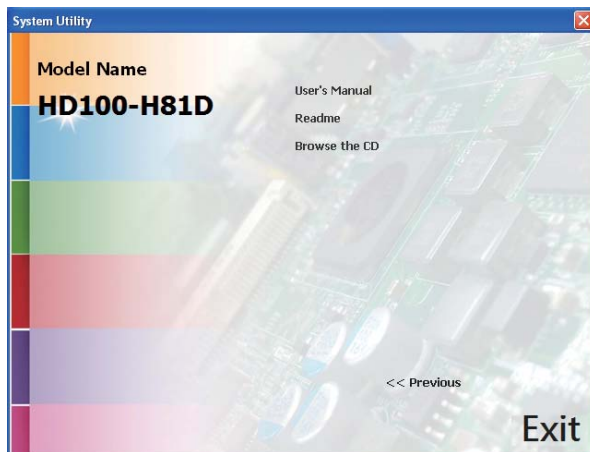 System Utility
Model Name
HD100-H81D
User's Manual
Readme
Browse the CD
<< Previous
Exit